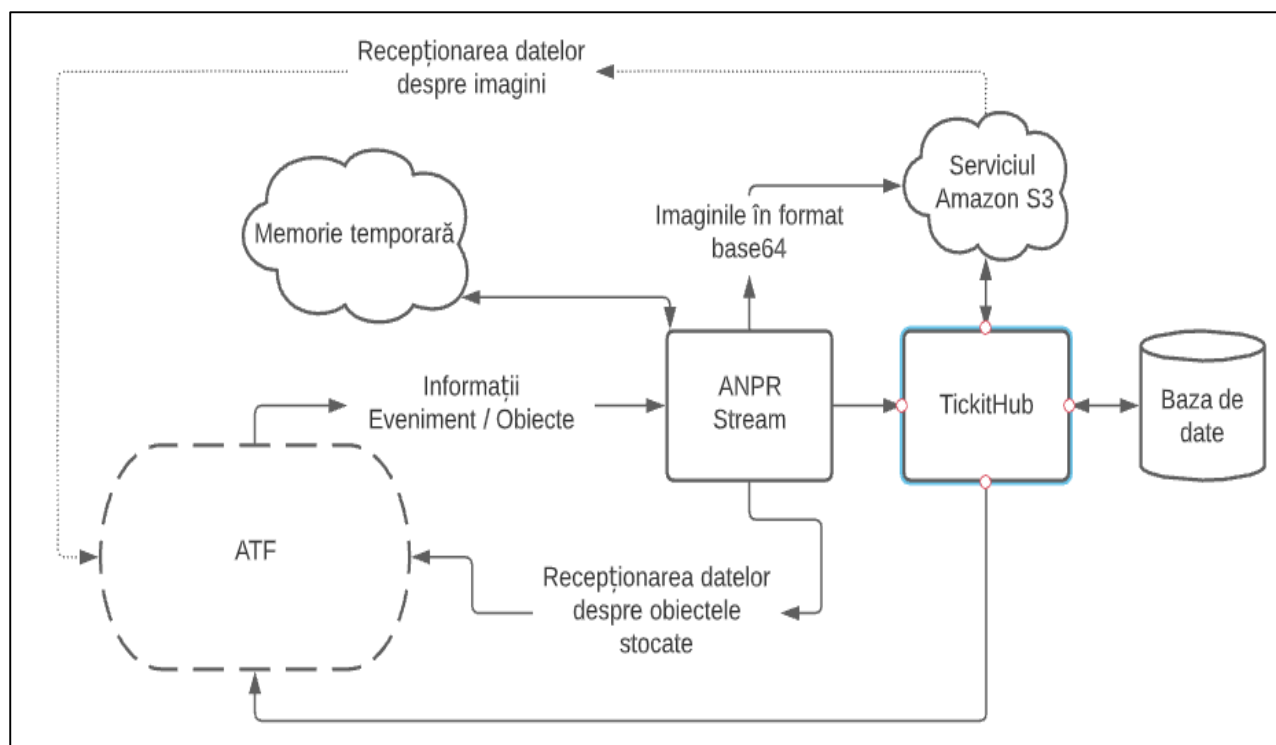 Recepționarea datelor
despre imagini
Serviciul
Amazon S3
Memorie temporară
Imaginile în format
base64
Informații
Eveniment / Obiecte
ANPR
Stream
TickitHub
Baza de
date
ATF
Recepționarea datelor
despre obiectele
stocate